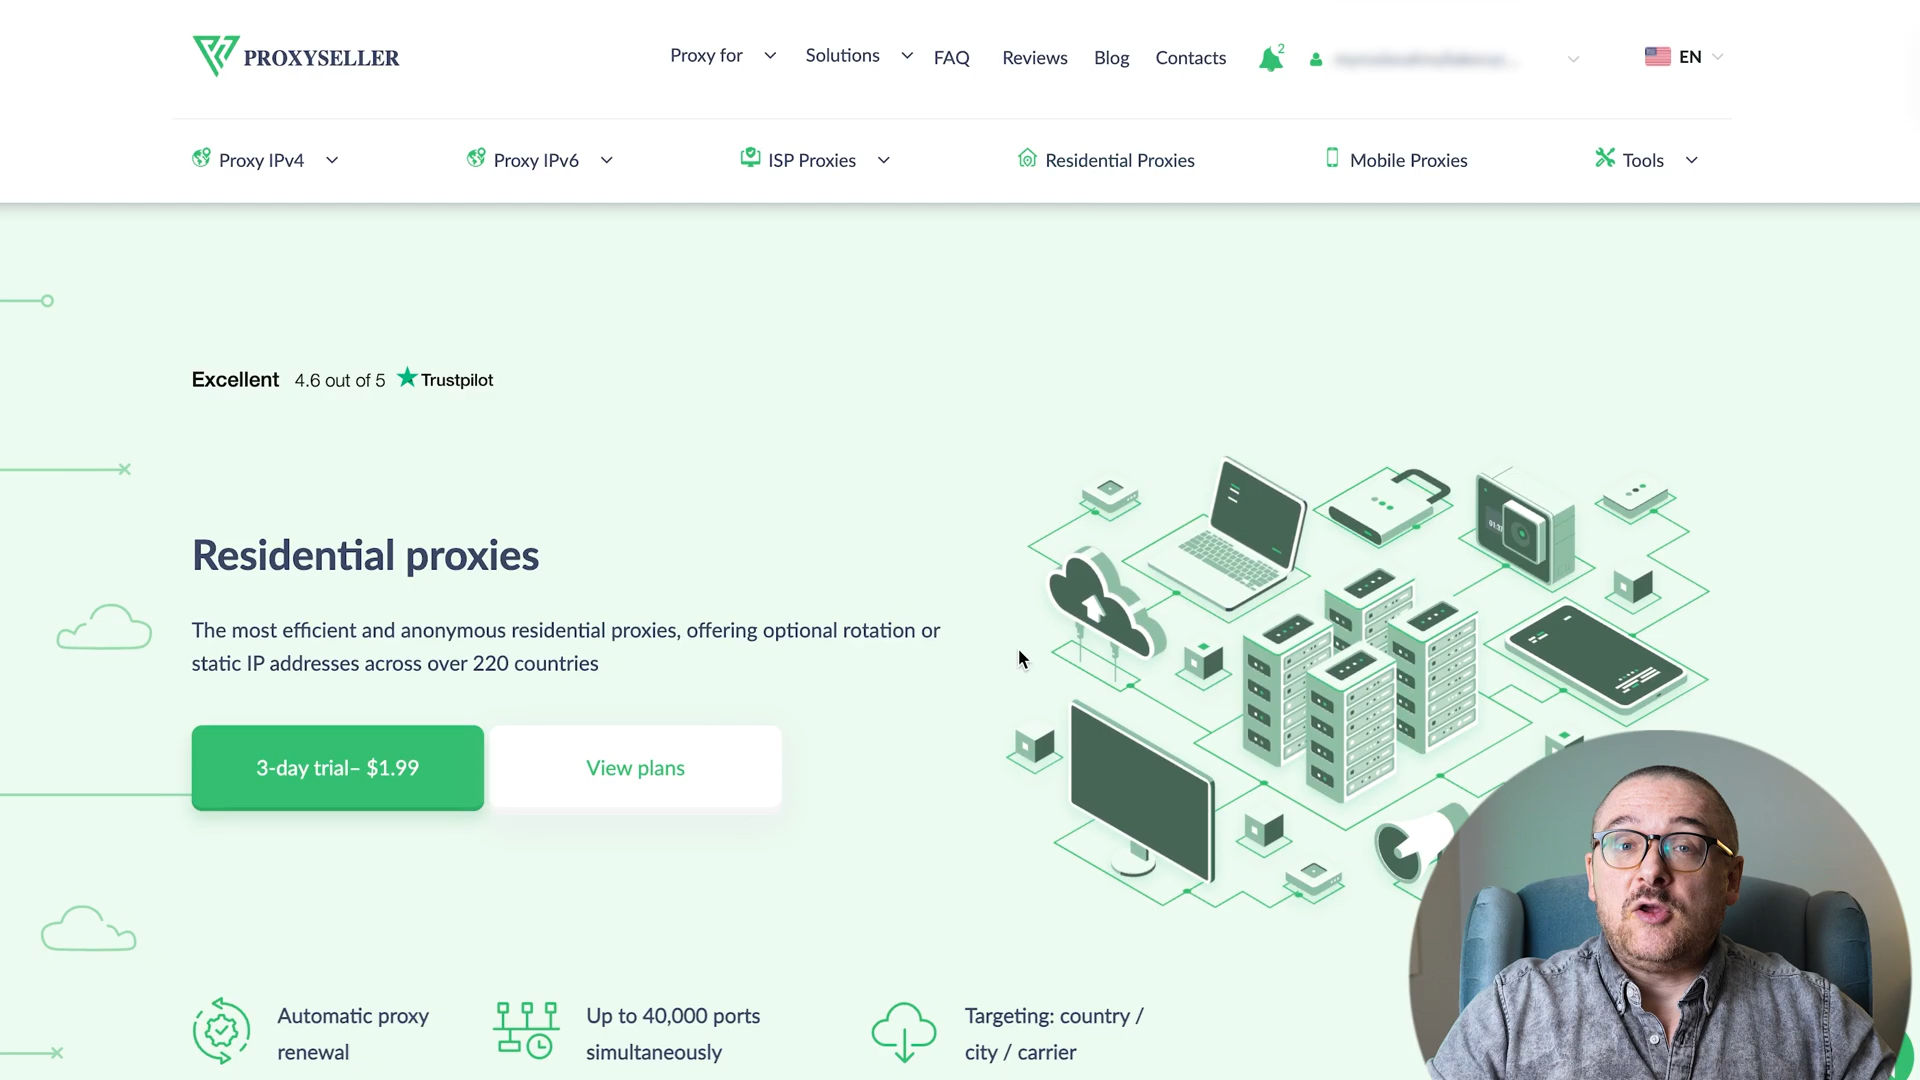 PROXYSELLER
Proxy for
Solutions
FAQ
Reviews
Blog
Contacts
2
EN
Proxy IPv4
Proxy IPv6
ISP Proxies
Residential Proxies
Mobile Proxies
Tools
Excellent 4.6 out of 5 Trustpilot
Residential proxies
The most efficient and anonymous residential proxies, offering optional rotation or
static IP addresses across over 220 countries
3-day trial– $1.99
View plans
Automatic proxy
renewal
Up to 40,000 ports
simultaneously
Targeting: country /
city / carrier